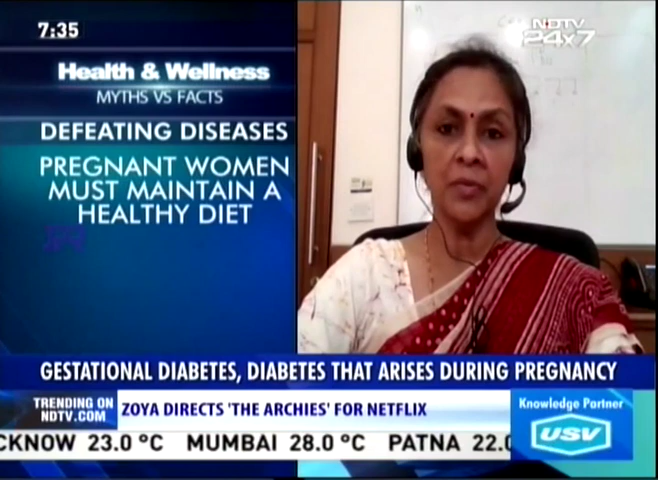 7:35
NDTV
24x7
Health & Wellness
MYTHS VS FACTS
DEFEATING DISEASES
PREGNANT WOMEN
MUST MAINTAIN A
HEALTHY DIET
GESTATIONAL DIABETES, DIABETES THAT ARISES DURING PREGNANCY
TRENDING ON
NDTV.COM
ZOYA DIRECTS 'THE ARCHIES' FOR NETFLIX
Knowledge Partner
USV
CKNOW 23.0 °C MUMBAI 28.0 °C PATNA 22.0